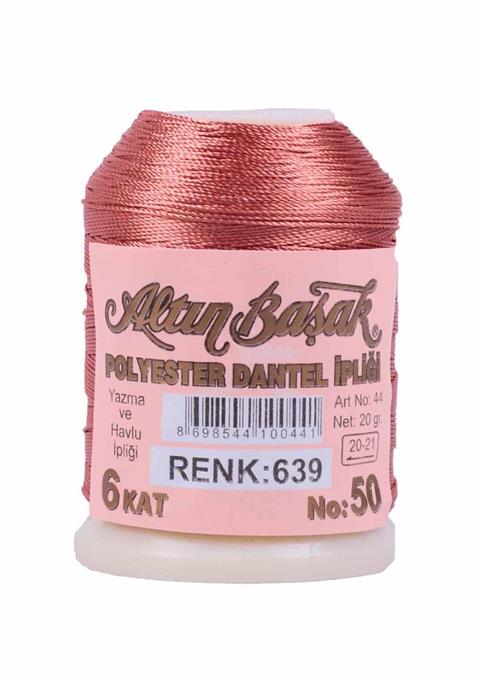 Altın Başak
POLYESTER DANTEL İPLİĞİ
Yazma
ve
Havlu
İpliği
8 698544 100441
Art No: 44
Net: 20 gr.
20-21
RENK:639
6 KAT
No: 50